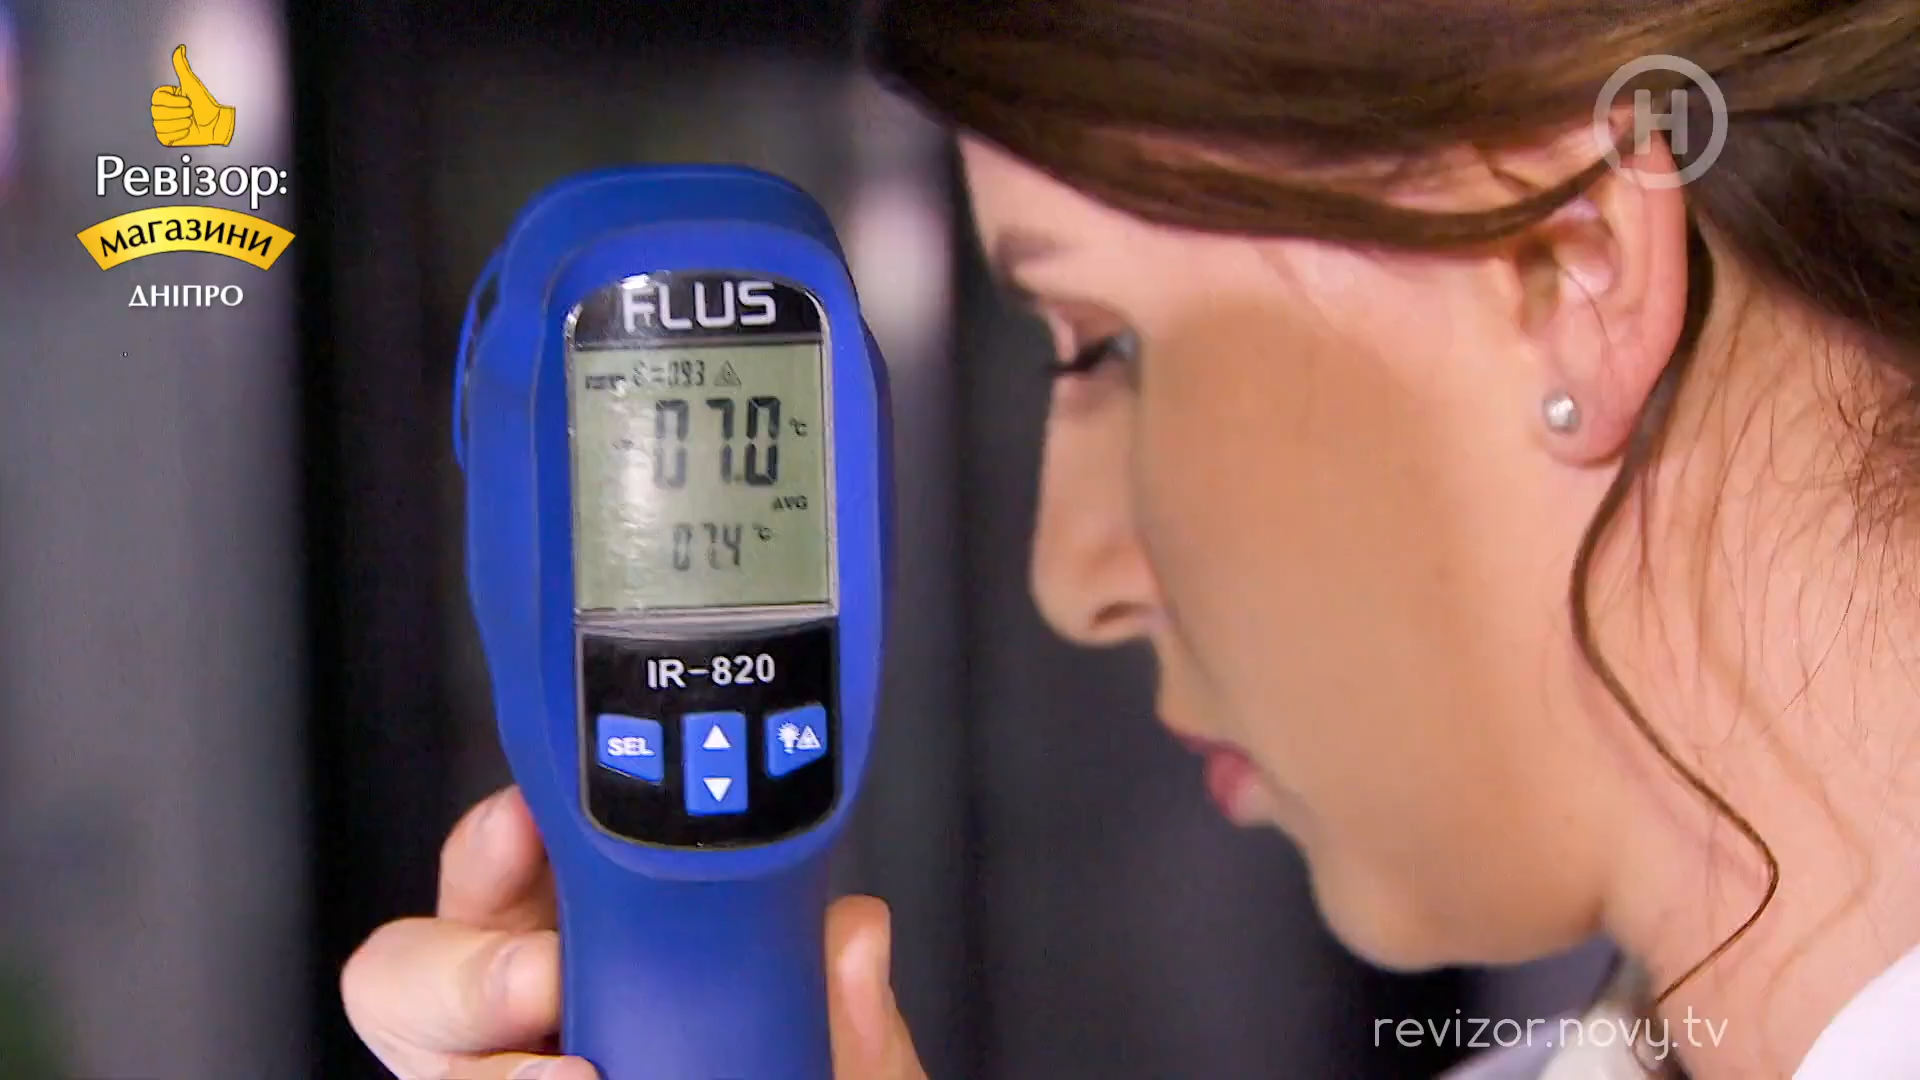 Ревізор:
магазини
ДНІПРО
H
FLUS
ε=0.93
07.0 °C
AVG
07.4 °C
IR-820
SEL
revizor.novy.tv